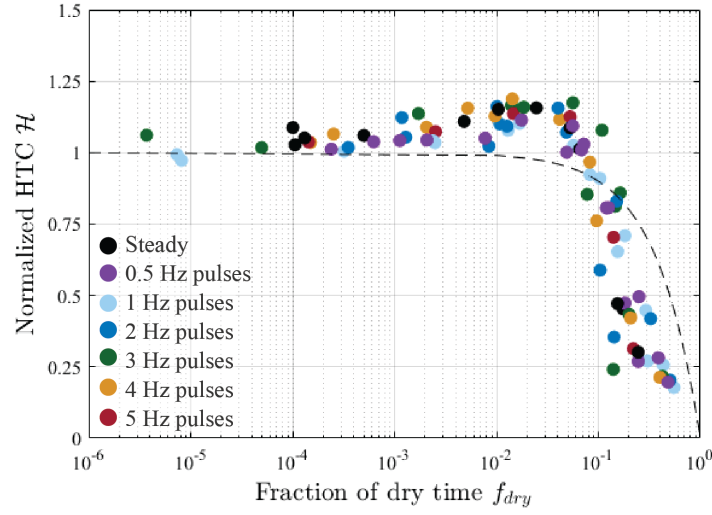 1.5
1.25
1
0.75
0.5
0.25
0
Normalized HTC ℋ
Steady
0.5 Hz pulses
1 Hz pulses
2 Hz pulses
3 Hz pulses
4 Hz pulses
5 Hz pulses
10⁻⁶ 10⁻⁵ 10⁻⁴ 10⁻³ 10⁻² 10⁻¹ 10⁰
Fraction of dry time f_dry